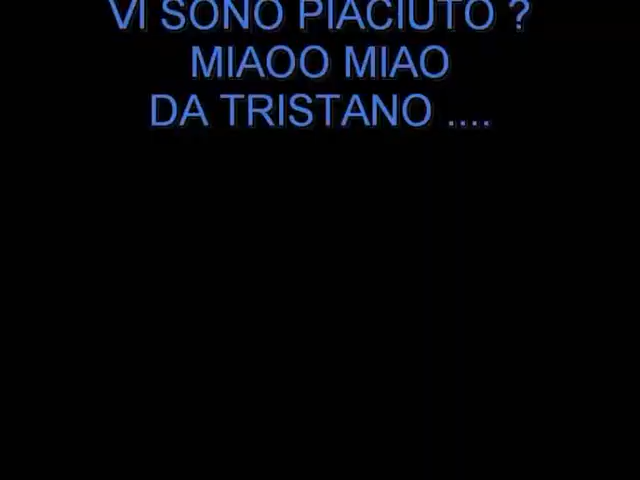 VI SONO PIACIUTO ?
MIAOO MIAO
DA TRISTANO ....